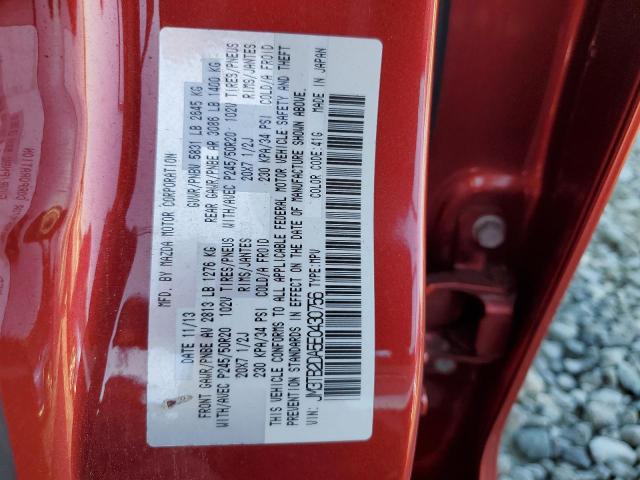 MFD. BY MAZDA MOTOR CORPORATION
DATE 11/13 GVWR/PNBV 5831 LB 2645 KG
FRONT GAWR/PNBE AV 2813 LB 1276 KG REAR GAWR/PNBE AR 3086 LB 1400 KG
WITH/AVEC P245/50R20 102V TIRES/PNEUS WITH/AVEC P245/50R20 102V TIRES/PNEUS
20X7 1/2J RIMS/JANTES 20X7 1/2J RIMS/JANTES
230 KPA/34 PSI COLD/A FROID 230 KPA/34 PSI COLD/A FROID
THIS VEHICLE CONFORMS TO ALL APPLICABLE FEDERAL MOTOR VEHICLE SAFETY AND THEFT
PREVENTION STANDARDS IN EFFECT ON THE DATE OF MANUFACTURE SHOWN ABOVE.
VIN: JM3TB2DA5E0430756 TYPE:MPV COLOR:41G MADE IN JAPAN